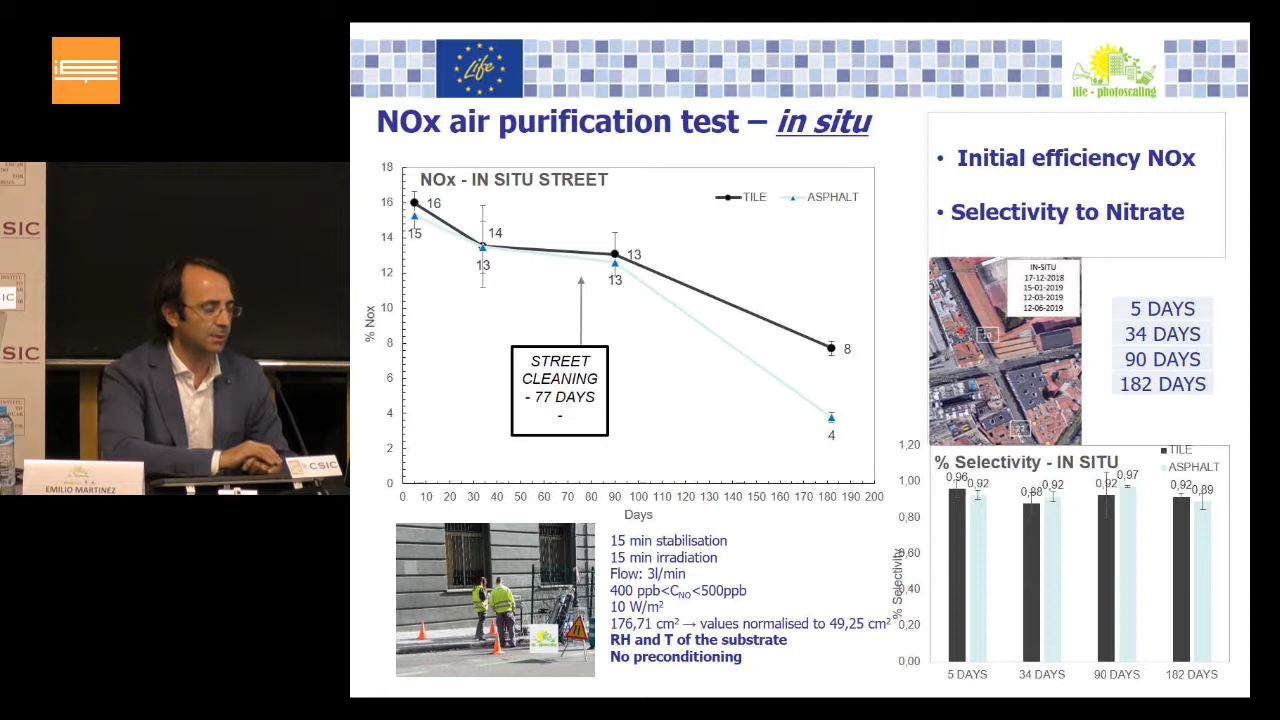 Life
life - photoscaling
NOx air purification test – in situ
NOx - IN SITU STREET
TILE
ASPHALT
% Nox
18
16
14
12
10
8
6
4
2
0
16
15
14
13
13
13
8
4
STREET
CLEANING
- 77 DAYS
-
0 10 20 30 40 50 60 70 80 90 100 110 120 130 140 150 160 170 180 190 200
Days
• Initial efficiency NOx
• Selectivity to Nitrate
IN-SITU
17-12-2018
15-01-2019
12-03-2019
12-06-2019
20
22
5 DAYS
34 DAYS
90 DAYS
182 DAYS
% Selectivity - IN SITU
TILE
ASPHALT
% Selectivity
1,20
1,00
0,80
0,60
0,40
0,20
0,00
0,96 0,92 0,88 0,92 0,92 0,97 0,92 0,89
5 DAYS 34 DAYS 90 DAYS 182 DAYS
15 min stabilisation
15 min irradiation
Flow: 3l/min
400 ppb<CNO<500ppb
10 W/m²
176,71 cm² → values normalised to 49,25 cm²
RH and T of the substrate
No preconditioning
CSIC
SIC
CSIC
EMILIO MARTINEZ
CSIC